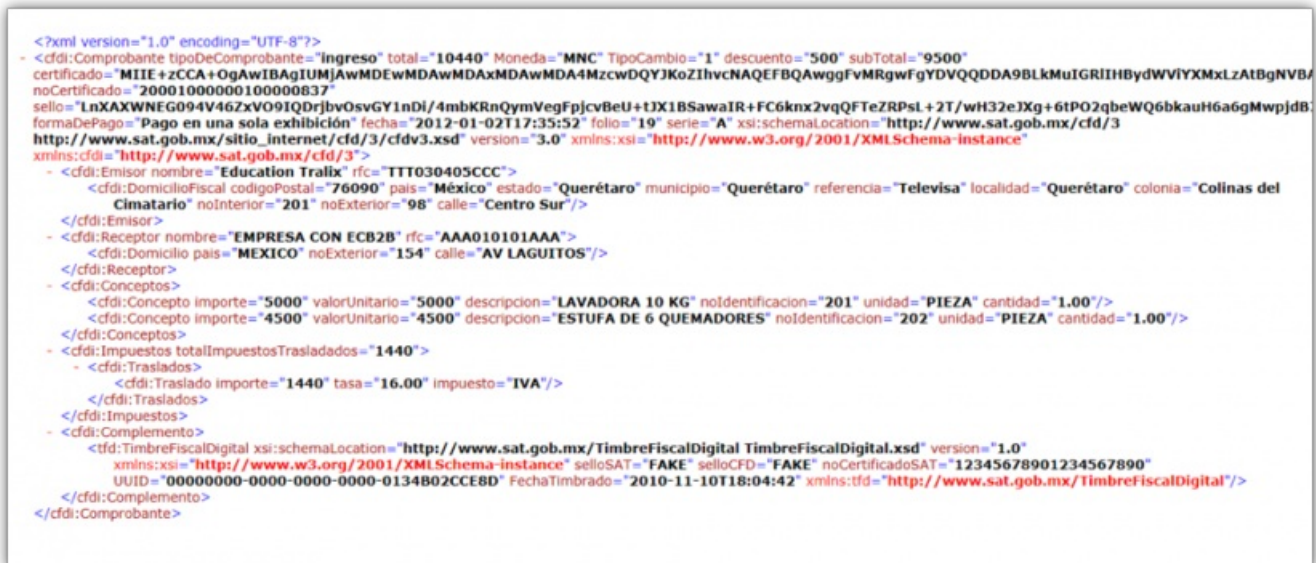 <?xml version="1.0" encoding="UTF-8"?>
- <cfdi:Comprobante tipoDeComprobante="ingreso" total="10440" Moneda="MNC" TipoCambio="1" descuento="500" subTotal="9500"
certificado="MIIE+zCCA+OgAwIBAgIUMjAwMDEwMDAwMDAxMDAwMDA4MzcwDQYJKoZIhvcNAQEFBQAwggFvMRgwFgYDVQQDDA9BLkMuIGRlIHBydWViYXMxLzAtBgNVBA
noCertificado="20001000000100000837"
sello="LnXAXWNEG094V46ZxVO9IQDrjbvOsvGY1nDi/4mbKRnQymVegFpjcvBeU+tJX1BSawaIR+FC6knx2vqQFTeZRPsL+2T/wH32eJXg+6tPO2qbeWQ6bkauH6a6gMwpjdB
formaDePago="Pago en una sola exhibición" fecha="2012-01-02T17:35:52" folio="19" serie="A" xsi:schemaLocation="http://www.sat.gob.mx/cfd/3
http://www.sat.gob.mx/sitio_internet/cfd/3/cfdv3.xsd" version="3.0" xmlns:xsi="http://www.w3.org/2001/XMLSchema-instance"
xmlns:cfdi="http://www.sat.gob.mx/cfd/3">
- <cfdi:Emisor nombre="Education Tralix" rfc="TTT030405CCC">
<cfdi:DomicilioFiscal codigoPostal="76090" pais="México" estado="Querétaro" municipio="Querétaro" referencia="Televisa" localidad="Querétaro" colonia="Colinas del
Cimatario" noInterior="201" noExterior="98" calle="Centro Sur"/>
</cfdi:Emisor>
- <cfdi:Receptor nombre="EMPRESA CON ECB2B" rfc="AAA010101AAA">
<cfdi:Domicilio pais="MEXICO" noExterior="154" calle="AV LAGUITOS"/>
</cfdi:Receptor>
- <cfdi:Conceptos>
<cfdi:Concepto importe="5000" valorUnitario="5000" descripcion="LAVADORA 10 KG" noIdentificacion="201" unidad="PIEZA" cantidad="1.00"/>
<cfdi:Concepto importe="4500" valorUnitario="4500" descripcion="ESTUFA DE 6 QUEMADORES" noIdentificacion="202" unidad="PIEZA" cantidad="1.00"/>
</cfdi:Conceptos>
- <cfdi:Impuestos totalImpuestosTrasladados="1440">
- <cfdi:Traslados>
<cfdi:Traslado importe="1440" tasa="16.00" impuesto="IVA"/>
</cfdi:Traslados>
</cfdi:Impuestos>
- <cfdi:Complemento>
<tfd:TimbreFiscalDigital xsi:schemaLocation="http://www.sat.gob.mx/TimbreFiscalDigital TimbreFiscalDigital.xsd" version="1.0"
xmlns:xsi="http://www.w3.org/2001/XMLSchema-instance" selloSAT="FAKE" selloCFD="FAKE" noCertificadoSAT="12345678901234567890"
UUID="00000000-0000-0000-0000-0134B02CCE8D" FechaTimbrado="2010-11-10T18:04:42" xmlns:tfd="http://www.sat.gob.mx/TimbreFiscalDigital"/>
</cfdi:Complemento>
</cfdi:Comprobante>